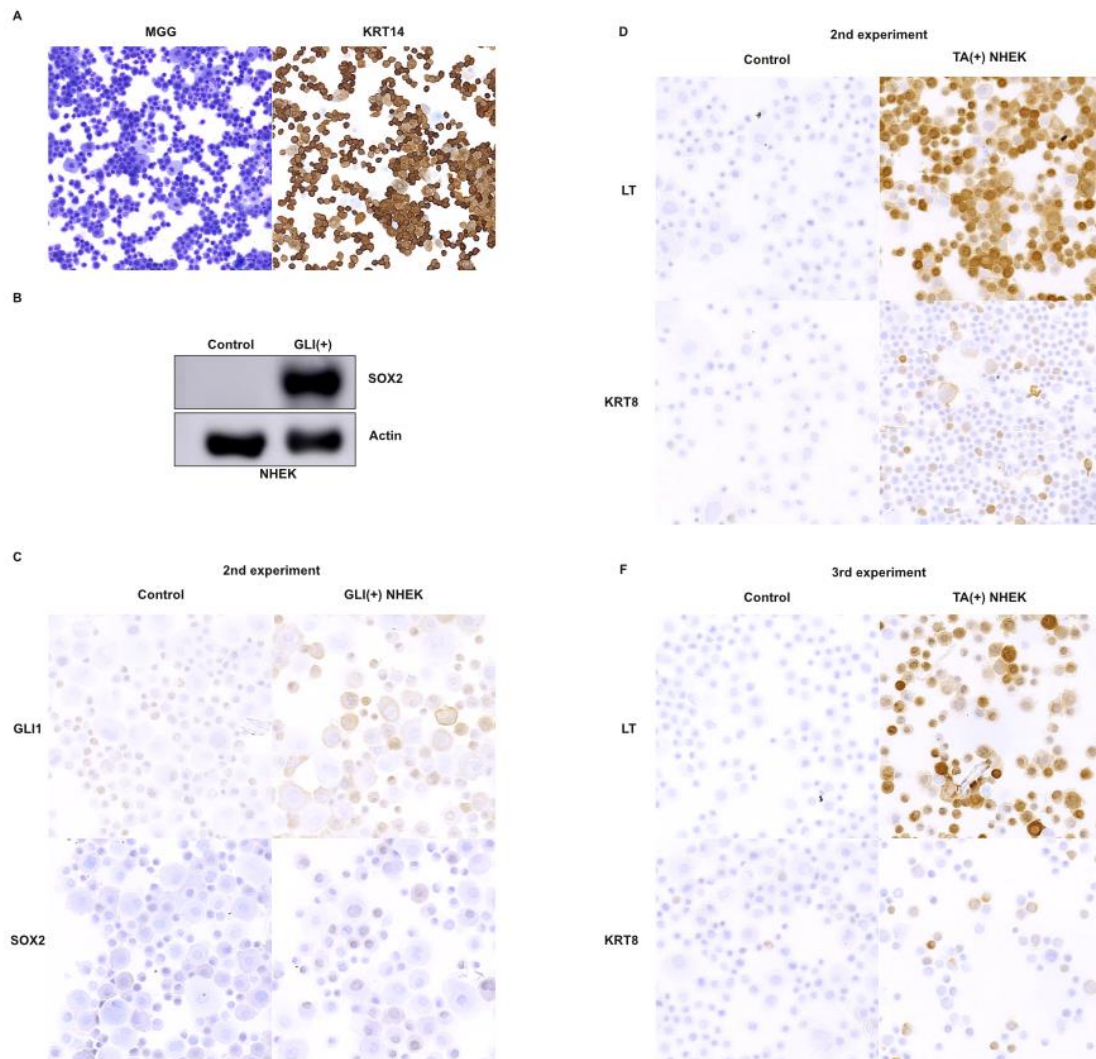 A
MGG KRT14
B
Control GLI(+)
SOX2
Actin
NHEK
C
2nd experiment
Control GLI(+) NHEK
GLI1
SOX2
D
2nd experiment
Control TA(+) NHEK
LT
KRT8
F
3rd experiment
Control TA(+) NHEK
LT
KRT8